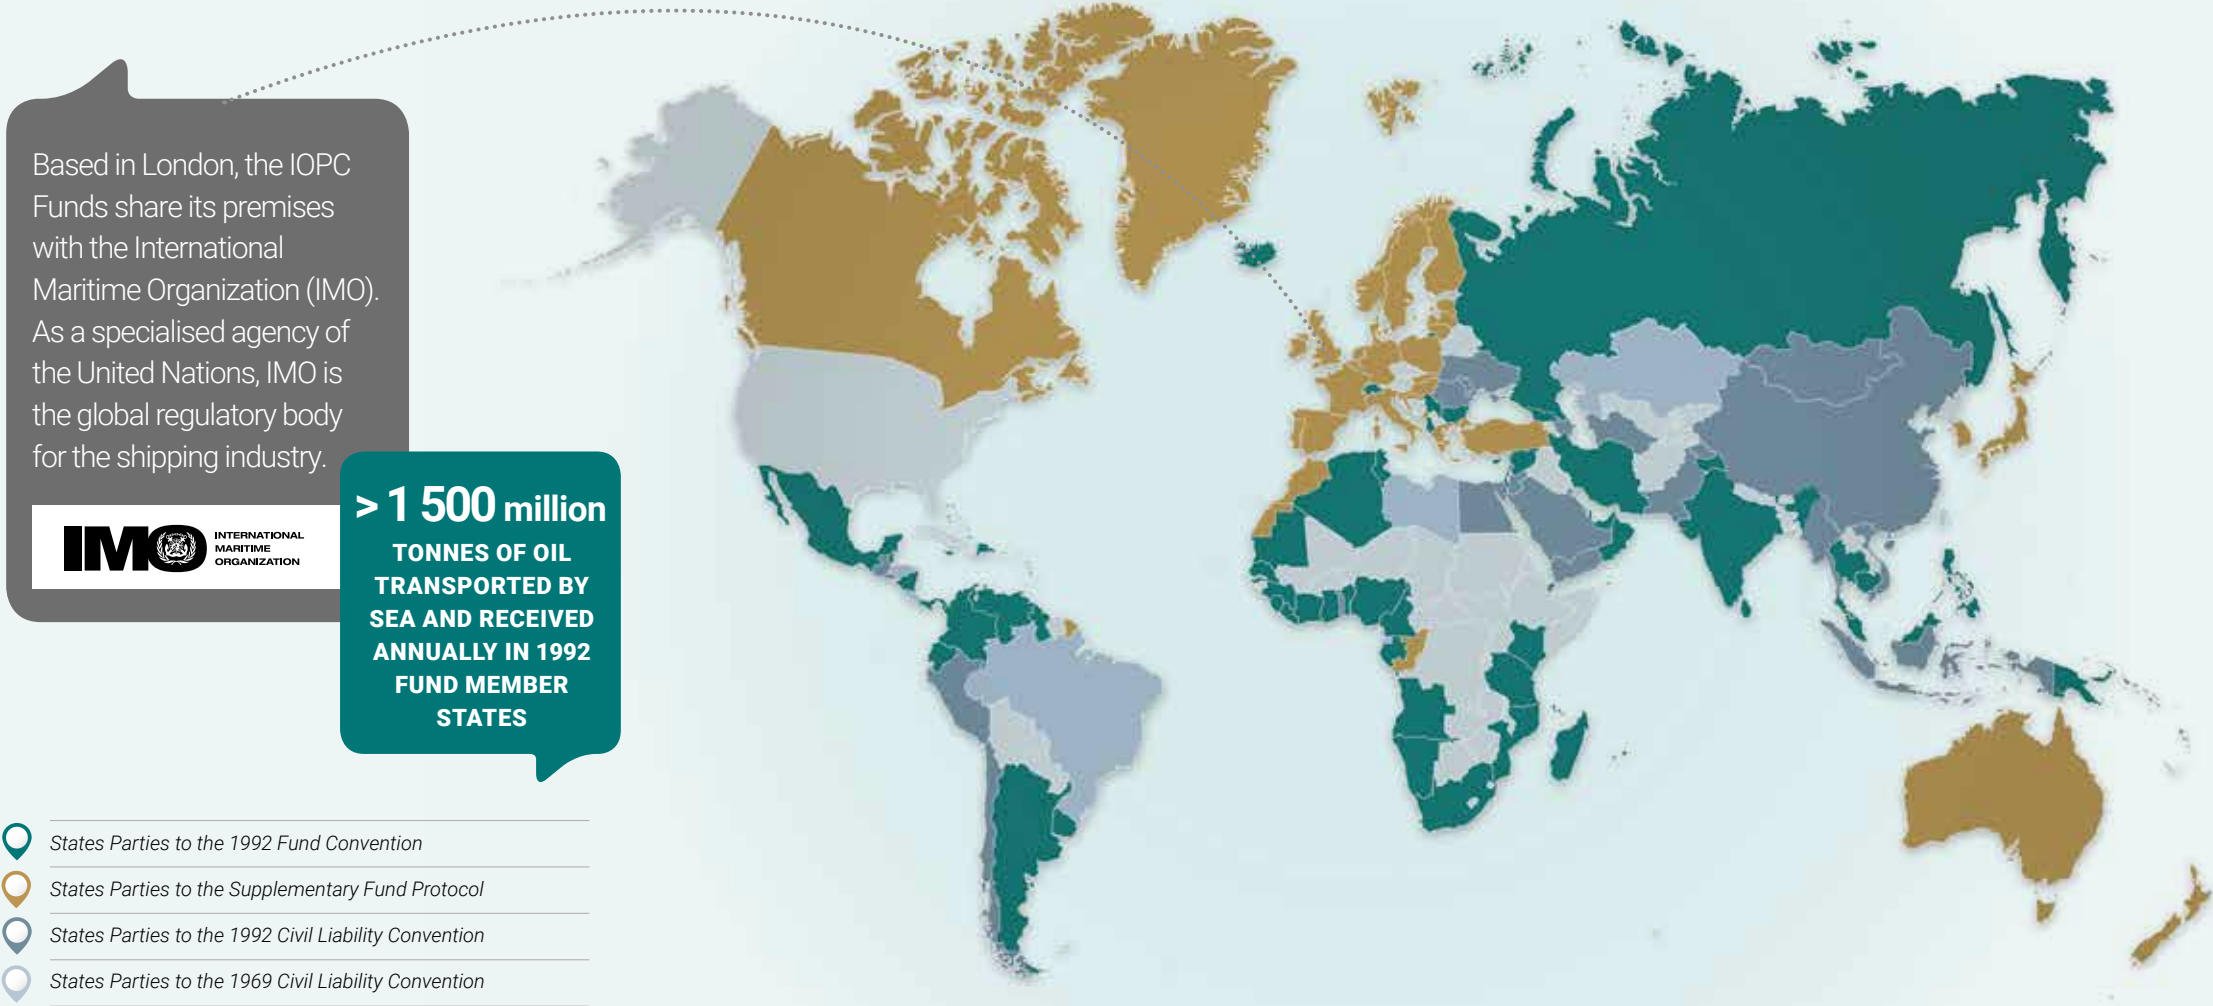 Based in London, the IOPC
Funds share its premises
with the International
Maritime Organization (IMO).
As a specialised agency of
the United Nations, IMO is
the global regulatory body
for the shipping industry.
IMO
INTERNATIONAL
MARITIME
ORGANIZATION
> 1 500 million
TONNES OF OIL
TRANSPORTED BY
SEA AND RECEIVED
ANNUALLY IN 1992
FUND MEMBER
STATES
States Parties to the 1992 Fund Convention
States Parties to the Supplementary Fund Protocol
States Parties to the 1992 Civil Liability Convention
States Parties to the 1969 Civil Liability Convention